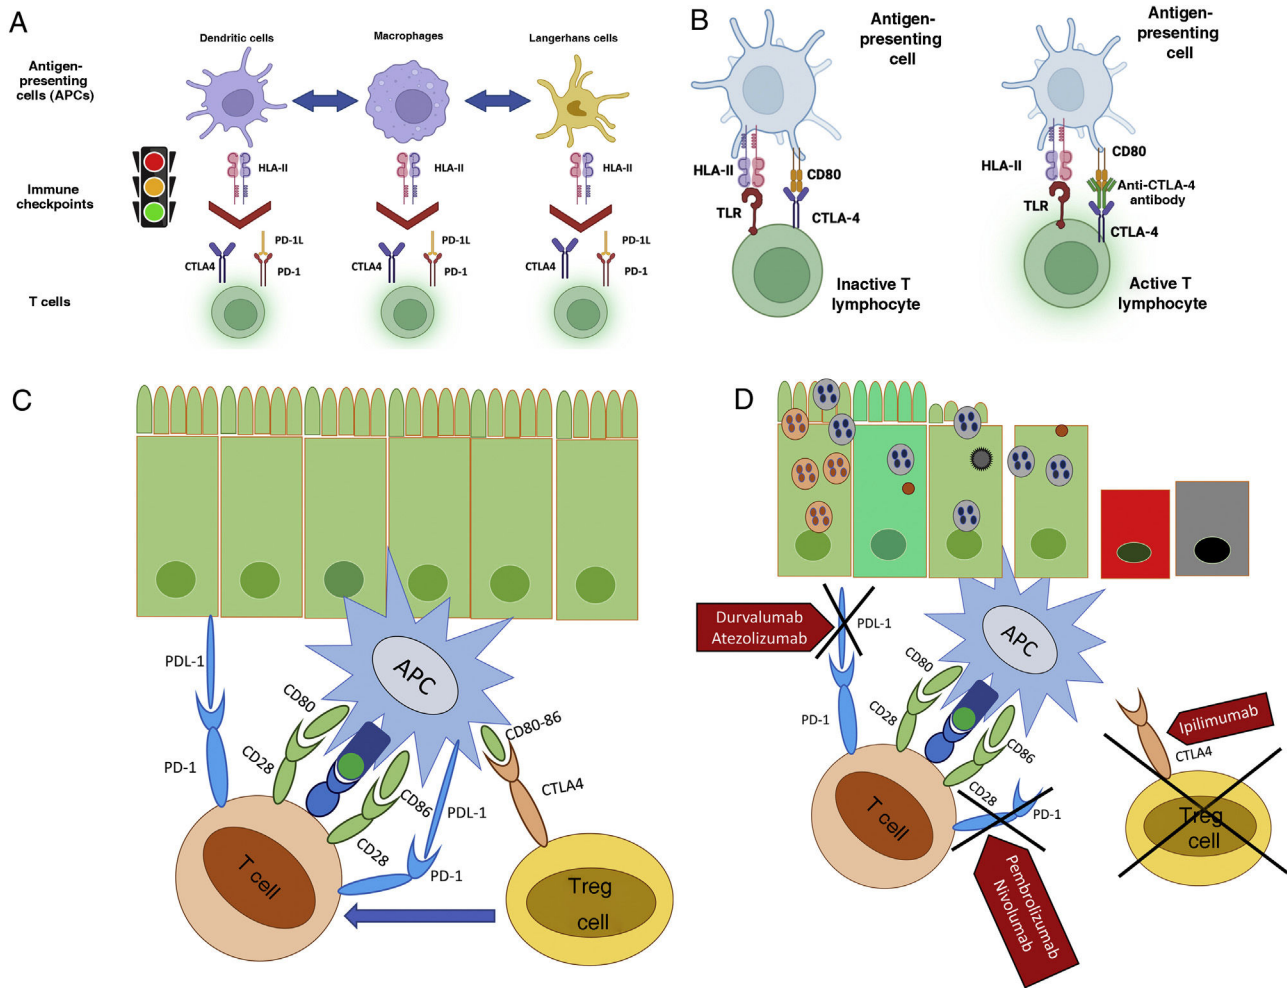 A
Dendritic cells
Macrophages
Langerhans cells
Antigen-
presenting
cells (APCs)
HLA-II
HLA-II
HLA-II
Immune
checkpoints
PD-1L
PD-1L
PD-1L
CTLA4
PD-1
CTLA4
PD-1
CTLA4
PD-1
T cells
B
Antigen-
presenting
cell
Antigen-
presenting
cell
HLA-II
CD80
TLR
CTLA-4
Inactive T
lymphocyte
HLA-II
CD80
Anti-CTLA-4
antibody
TLR
CTLA-4
Active T
lymphocyte
C
PDL-1
APC
CD80
CD80-86
PD-1
CD28
CD86
PDL-1
CTLA4
CD28
PD-1
T cell
Treg
cell
D
Durvalumab
Atezolizumab
PDL-1
APC
CD80
PD-1
CD28
CD86
CD28
PD-1
Ipilimumab
CTLA4
T cell
Treg
cell
Pembrolizumab
Nivolumab